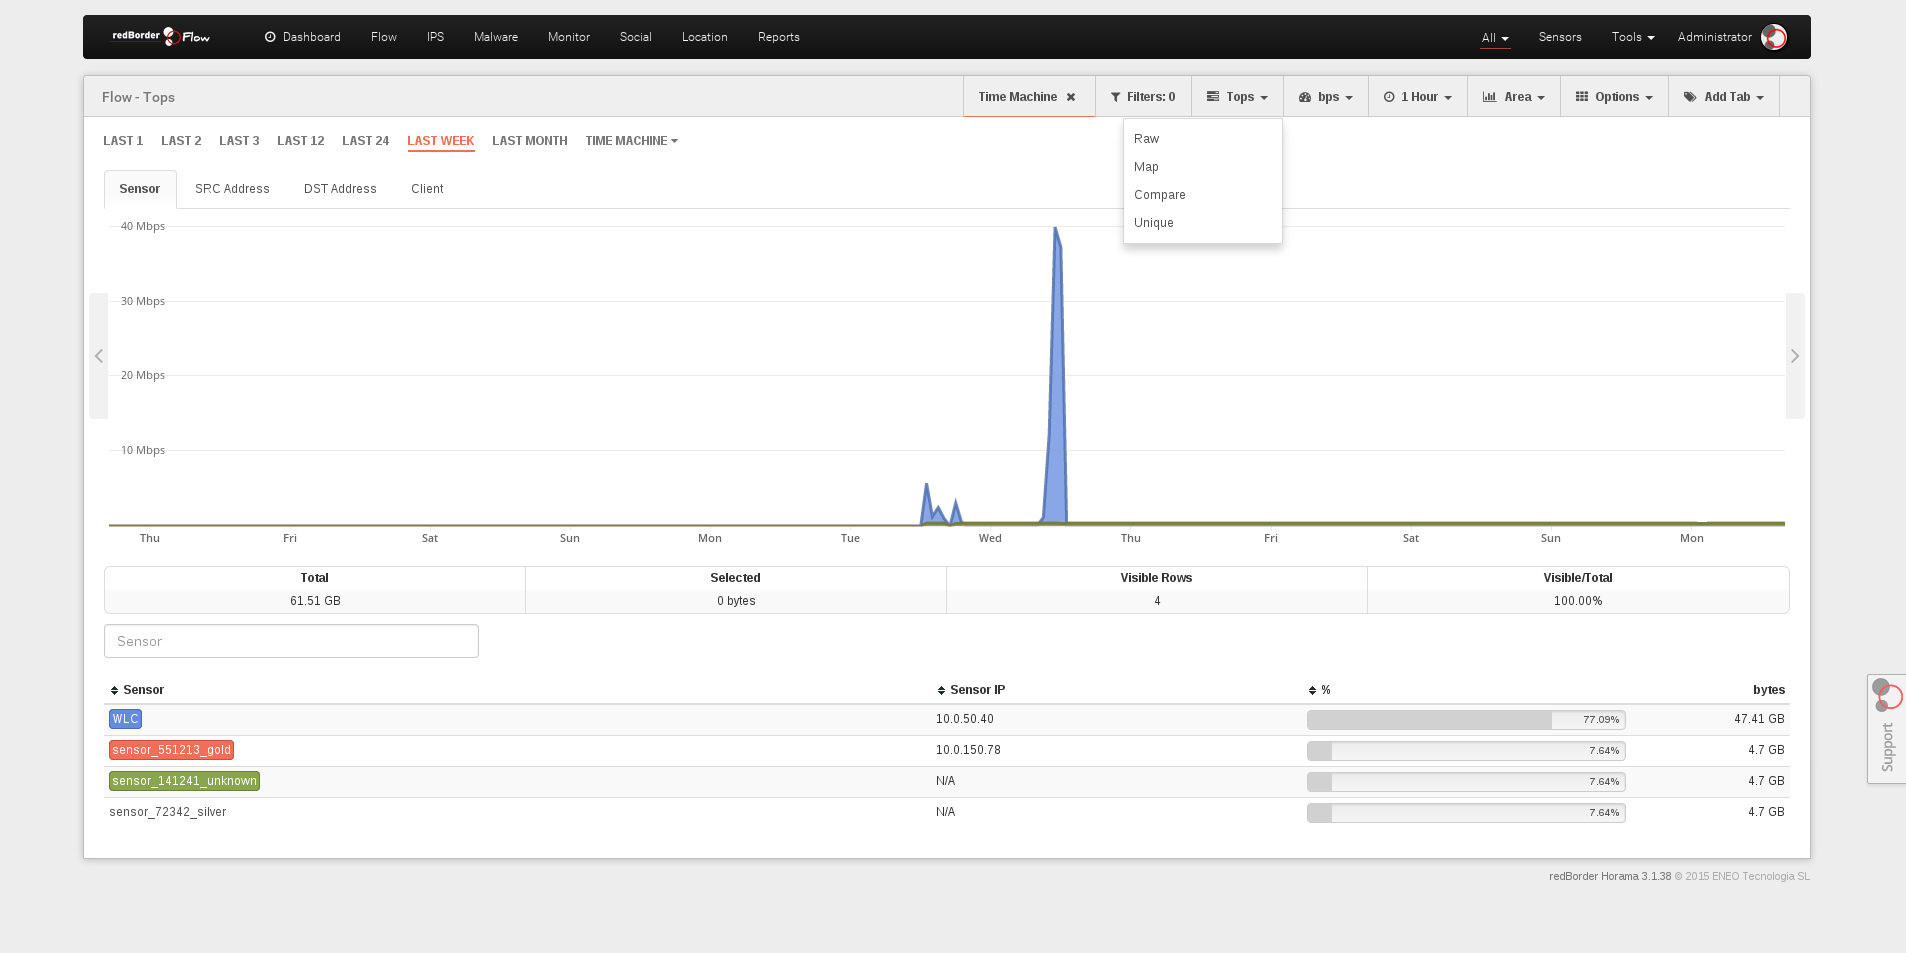 redBorder Flow Dashboard Flow IPS Malware Monitor Social Location Reports All Sensors Tools Administrator
Flow - Tops Time Machine Filters: 0 Tops bps 1 Hour Area Options Add Tab
LAST 1 LAST 2 LAST 3 LAST 12 LAST 24 LAST WEEK LAST MONTH TIME MACHINE
Raw
Map
Compare
Unique
Sensor SRC Address DST Address Client
40 Mbps
30 Mbps
20 Mbps
10 Mbps
Thu Fri Sat Sun Mon Tue Wed Thu Fri Sat Sun Mon
Total Selected Visible Rows Visible/Total
61.51 GB 0 bytes 4 100.00%
Sensor
Sensor Sensor IP % bytes
WLC 10.0.50.40 77.09% 47.41 GB
sensor_551213_gold 10.0.150.78 7.64% 4.7 GB
sensor_141241_unknown N/A 7.64% 4.7 GB
sensor_72342_silver N/A 7.64% 4.7 GB
Support
redBorder Horama 3.1.38 © 2015 ENEO Tecnologia SL